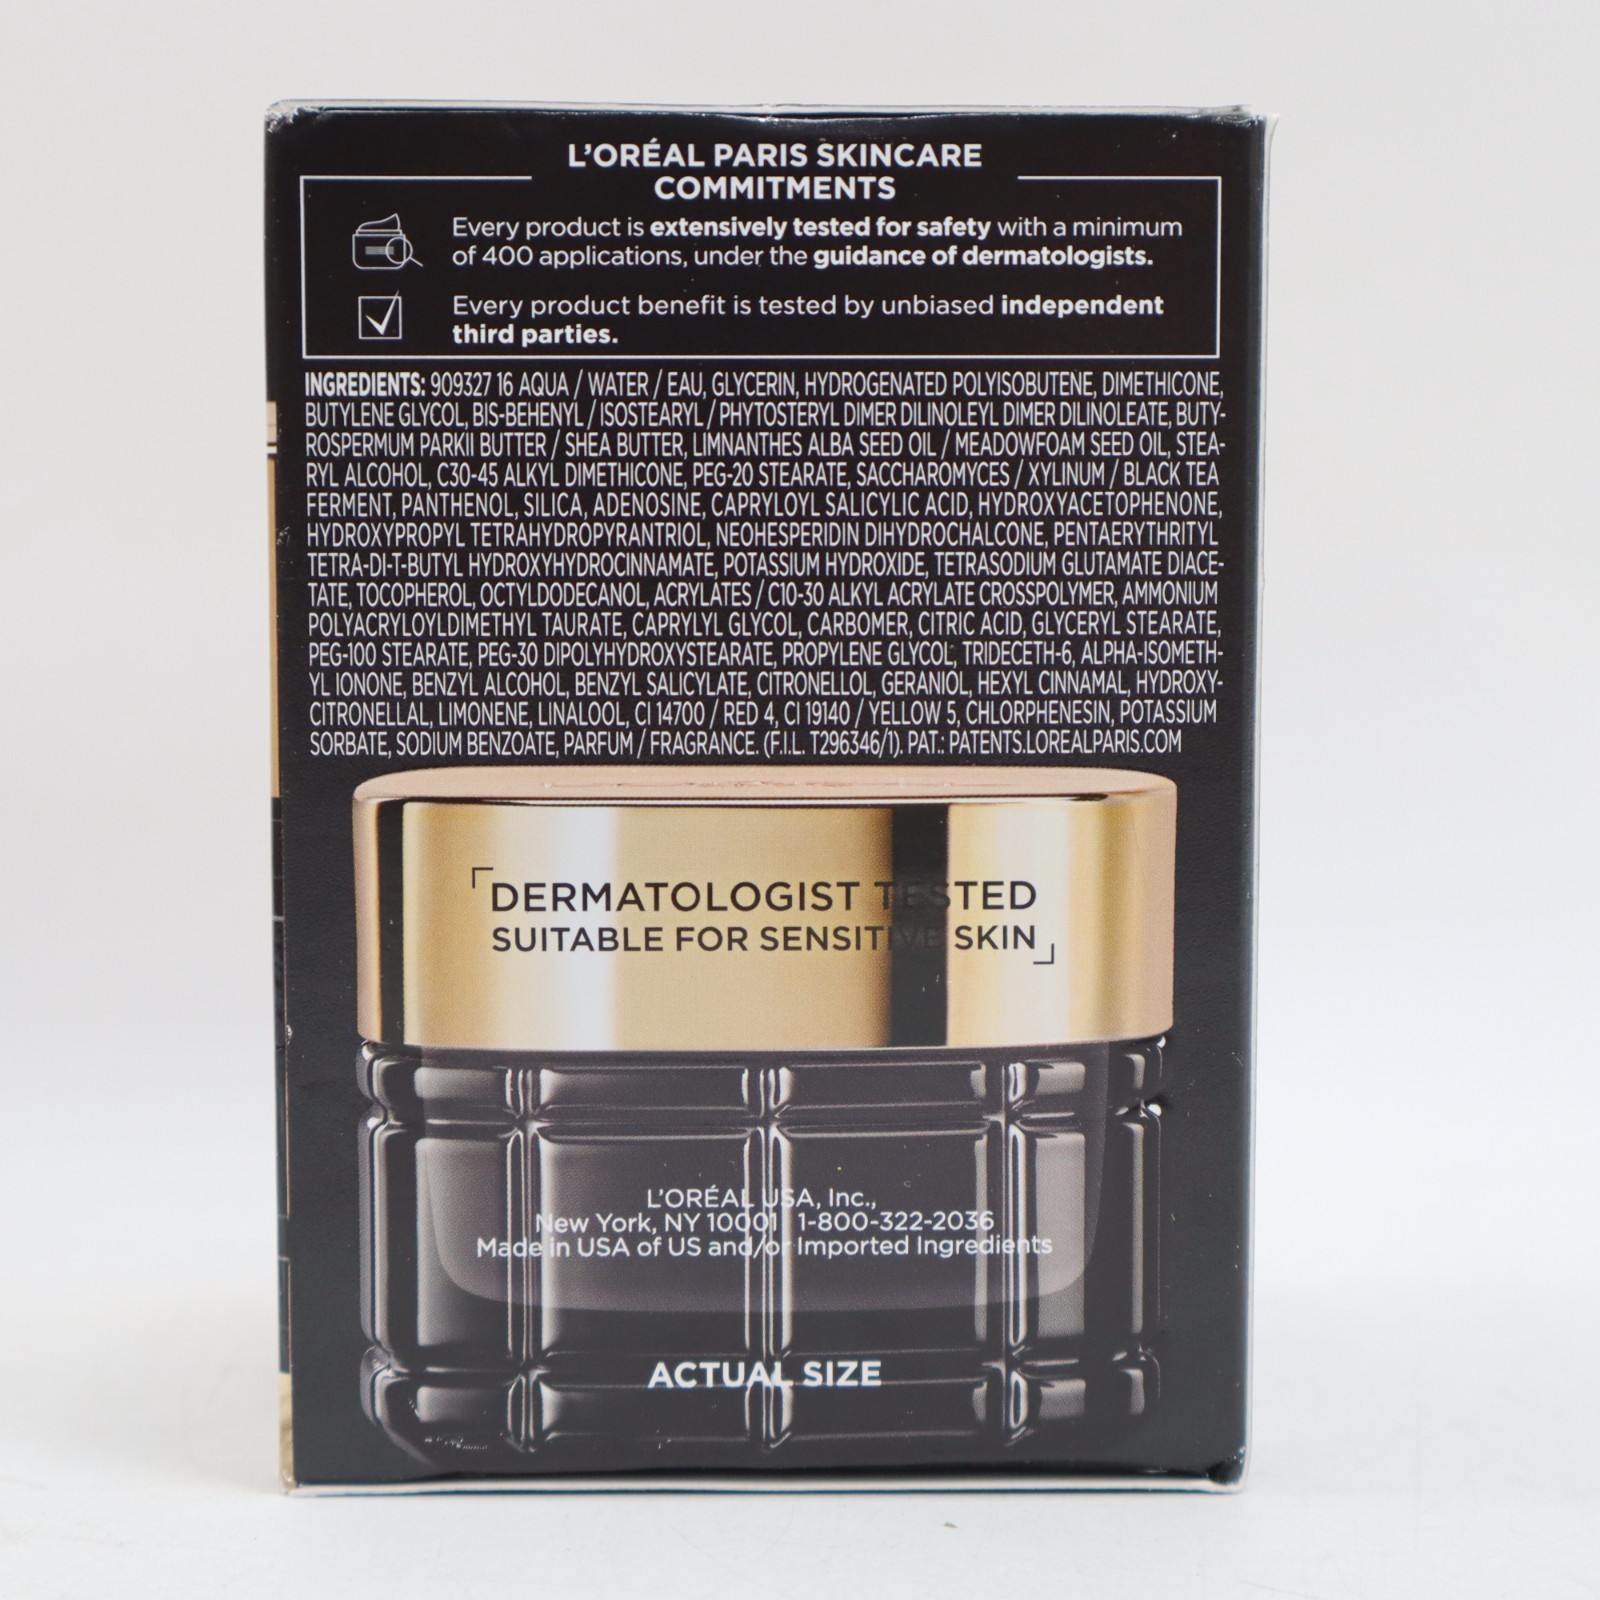 L'ORÉAL PARIS SKINCARE
COMMITMENTS
Every product is extensively tested for safety with a minimum
of 400 applications, under the guidance of dermatologists.
Every product benefit is tested by unbiased independent
third parties.
INGREDIENTS: 909327 16 AQUA / WATER / EAU, GLYCERIN, HYDROGENATED POLYISOBUTENE, DIMETHICONE,
BUTYLENE GLYCOL, BIS-BEHENYL / ISOSTEARYL / PHYTOSTERYL DIMER DILINOLEYL DIMER DILINOLEATE, BUTY-
ROSPERMUM PARKII BUTTER / SHEA BUTTER, LIMNANTHES ALBA SEED OIL / MEADOWFOAM SEED OIL, STEA-
RYL ALCOHOL, C30-45 ALKYL DIMETHICONE, PEG-20 STEARATE, SACCHAROMYCES / XYLINUM / BLACK TEA
FERMENT, PANTHENOL, SILICA, ADENOSINE, CAPRYLOYL SALICYLIC ACID, HYDROXYACETOPHENONE,
HYDROXYPROPYL TETRAHYDROPYRANTRIOL, NEOHESPERIDIN DIHYDROCHALCONE, PENTAERYTHRITYL
TETRA-DI-T-BUTYL HYDROXYHYDROCINNAMATE, POTASSIUM HYDROXIDE, TETRASODIUM GLUTAMATE DIACE-
TATE, TOCOPHEROL, OCTYLDODECANOL, ACRYLATES / C10-30 ALKYL ACRYLATE CROSSPOLYMER, AMMONIUM
POLYACRYLOYLDIMETHYL TAURATE, CAPRYLYL GLYCOL, CARBOMER, CITRIC ACID, GLYCERYL STEARATE,
PEG-100 STEARATE, PEG-30 DIPOLYHYDROXYSTEARATE, PROPYLENE GLYCOL, TRIDECETH-6, ALPHA-ISOMETH-
YL IONONE, BENZYL ALCOHOL, BENZYL SALICYLATE, CITRONELLOL, GERANIOL, HEXYL CINNAMAL, HYDROXY-
CITRONELLAL, LIMONENE, LINALOOL, CI 14700 / RED 4, CI 19140 / YELLOW 5, CHLORPHENESIN, POTASSIUM
SORBATE, SODIUM BENZOATE, PARFUM / FRAGRANCE. (F.I.L. T296346/1). PAT.: PATENTS.LOREALPARIS.COM
DERMATOLOGIST TESTED
SUITABLE FOR SENSITIVE SKIN
L'ORÉAL USA, Inc.,
New York, NY 10001 1-800-322-2036
Made in USA of US and/or Imported Ingredients
ACTUAL SIZE